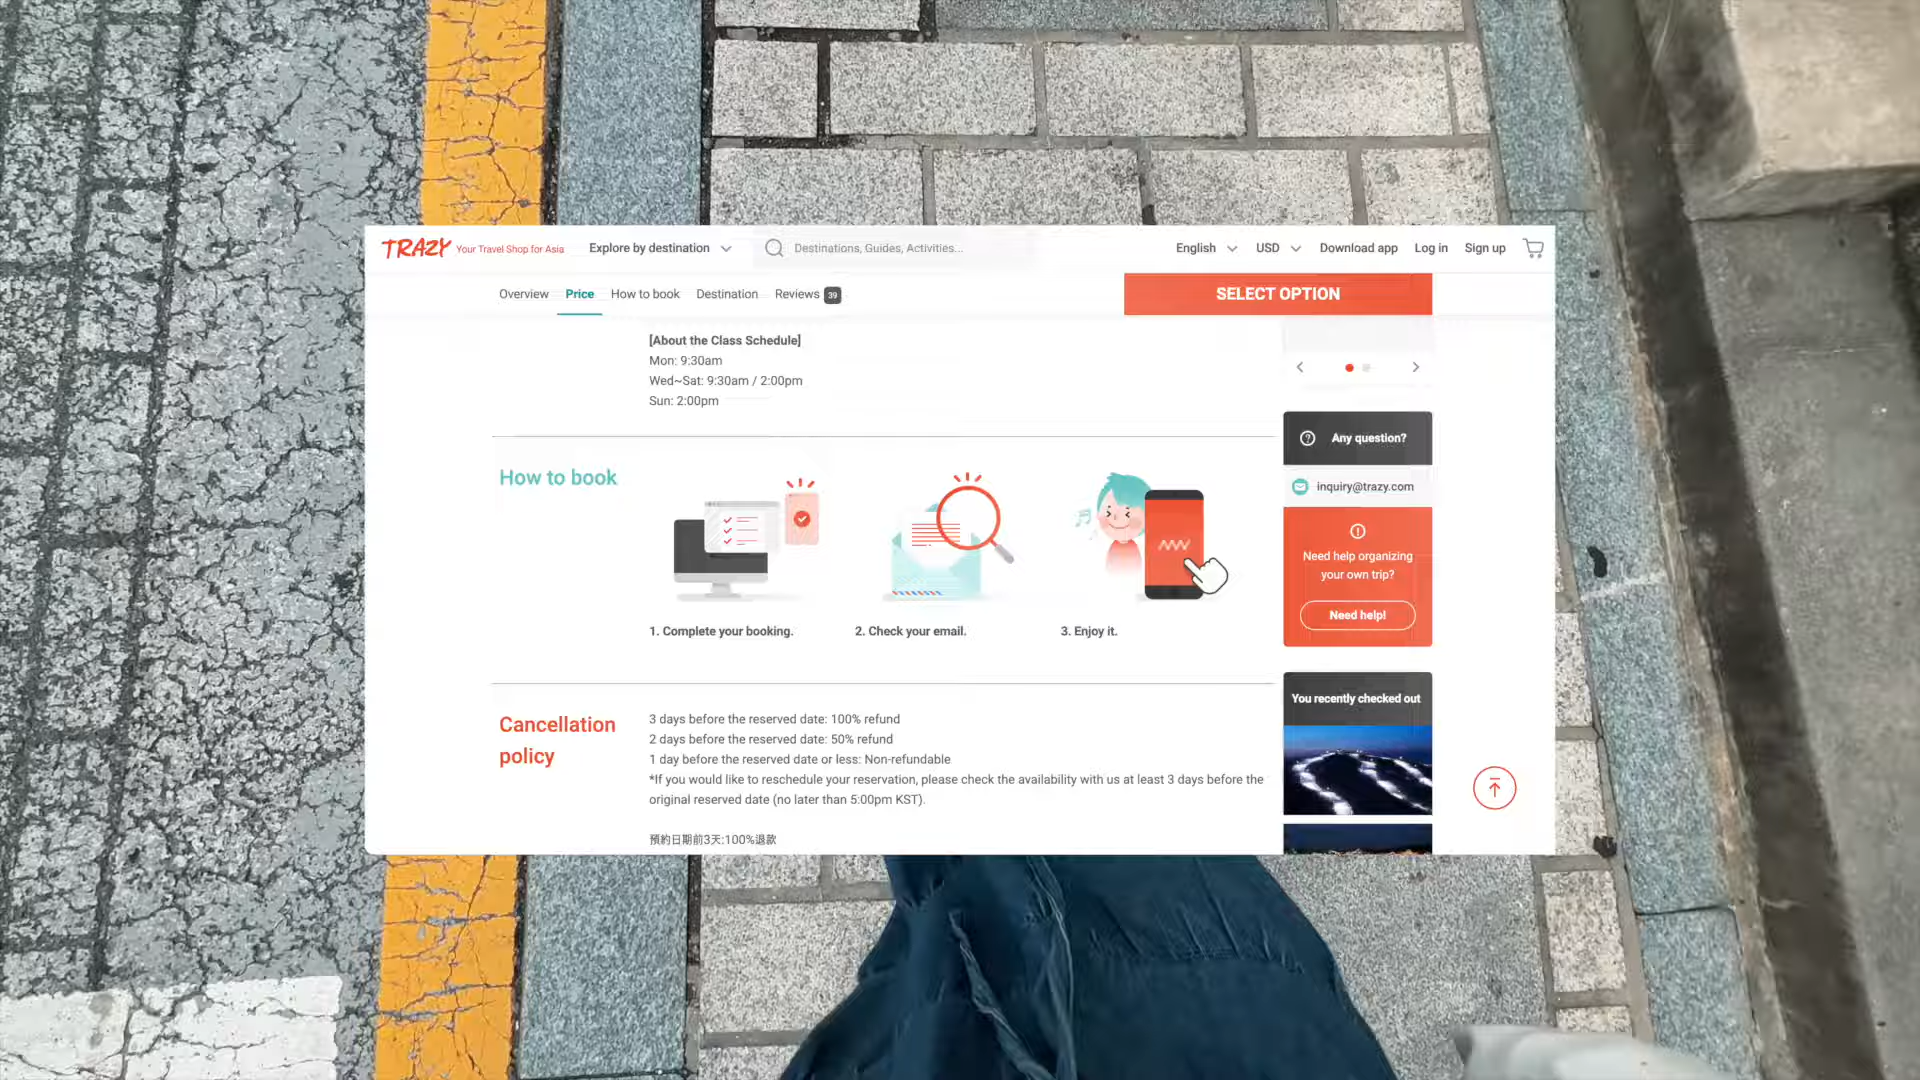 TRAZY Your Travel Shop for Asia
Explore by destination
Destinations, Guides, Activities...
English
USD
Download app
Log in
Sign up
Overview
Price
How to book
Destination
Reviews 39
SELECT OPTION
[About the Class Schedule]
Mon: 9:30am
Wed~Sat: 9:30am / 2:00pm
Sun: 2:00pm
How to book
1. Complete your booking.
2. Check your email.
3. Enjoy it.
Cancellation
policy
3 days before the reserved date: 100% refund
2 days before the reserved date: 50% refund
1 day before the reserved date or less: Non-refundable
*If you would like to reschedule your reservation, please check the availability with us at least 3 days before the
original reserved date (no later than 5:00pm KST).
預約日期前3天:100%退款
Any question?
inquiry@trazy.com
Need help organizing
your own trip?
Need help!
You recently checked out